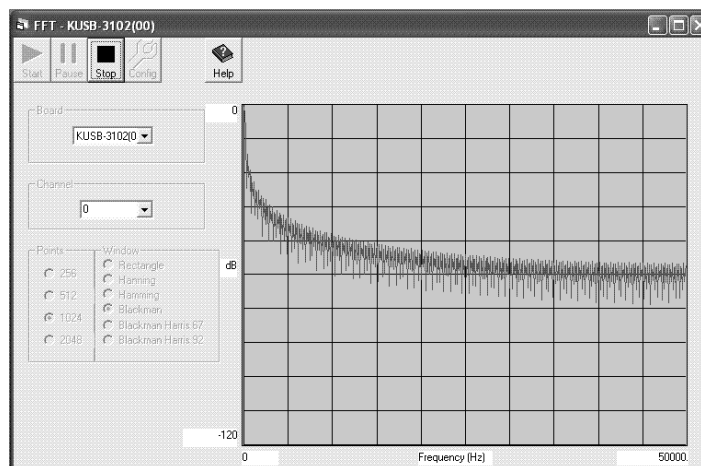 FFT - KUSB-3102(00)
Start Pause Stop Config Help
Board
KUSB-3102(0
Channel
0
Points
256
512
1024
2048
Window
Rectangle
Hanning
Hamming
Blackman
Blackman Harris 67
Blackman Harris 92
0
dB
-120
0 Frequency (Hz) 50000.